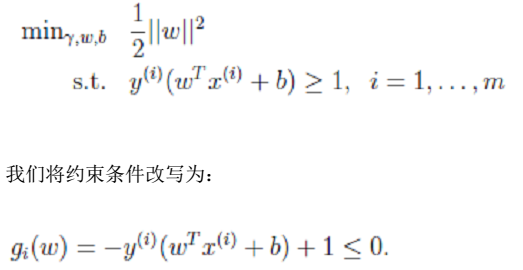 min_{γ,w,b} \frac{1}{2}||w||^2
s.t. y^{(i)}(w^T x^{(i)} + b) ≥ 1, i = 1, . . . , m
我们将约束条件改写为：
g_i(w) = −y^{(i)}(w^T x^{(i)} + b) + 1 ≤ 0.